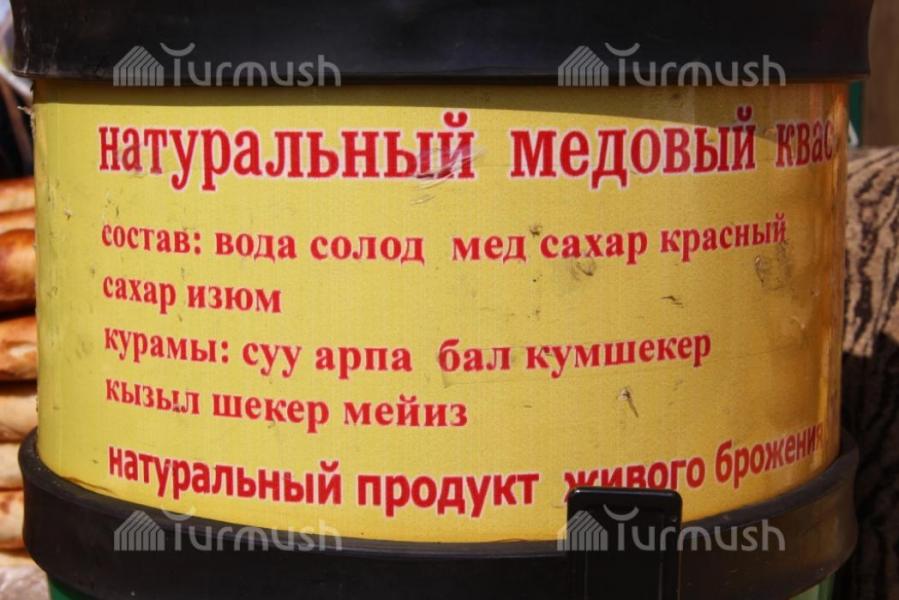 Turmush Turmush
натуральный медовый квас
состав: вода солод мед сахар красный
сахар изюм
курамы: суу арпа бал кумшекер
кызыл шекер мейиз
натуральный продукт живого брожения
Turmush Turmush